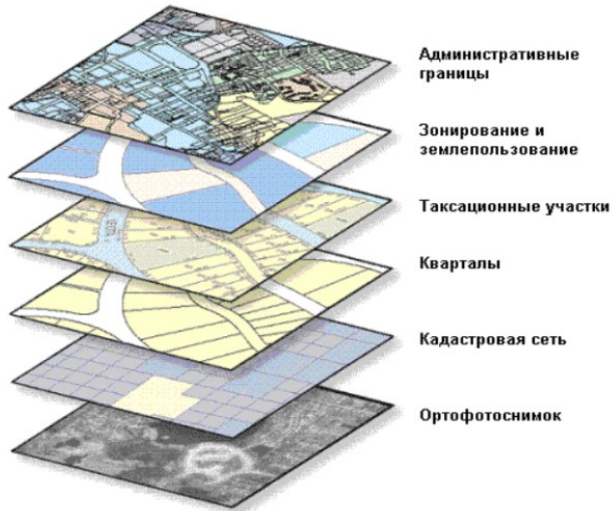 Административные
границы
Зонирование и
землепользование
Таксационные участки
Кварталы
Кадастровая сеть
Ортофотоснимок